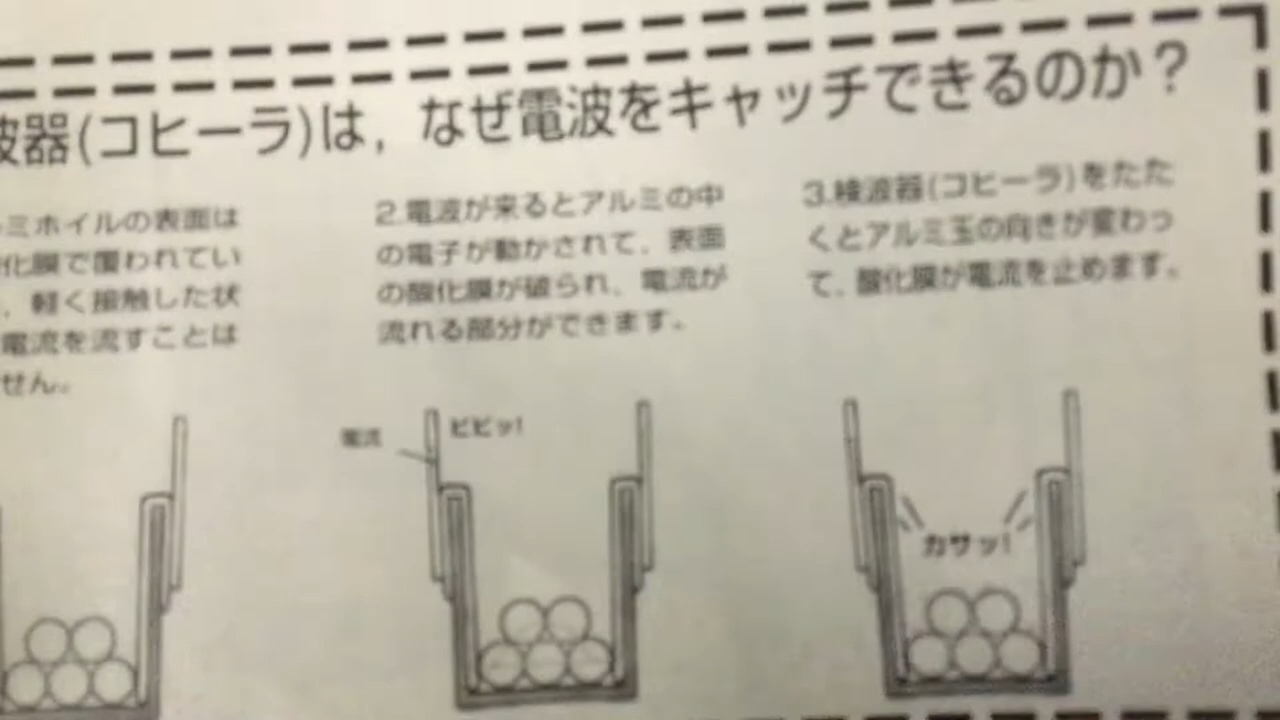 波器(コヒーラ)は，なぜ電波をキャッチできるのか？
ミホイルの表面は
化膜で覆われてい
、軽く接触した状
電流を流すことは
せん。
2.電波が来るとアルミの中
の電子が動かされて、表面
の酸化膜が破られ、電流が
流れる部分ができます。
3.検波器(コヒーラ)をたた
くとアルミ玉の向きが変わっ
て、酸化膜が電流を止めます。
電流
ビビッ!
カサッ!